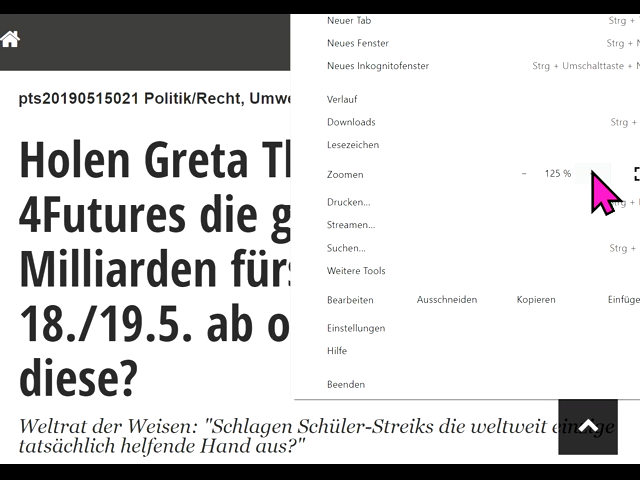 pts20190515021 Politik/Recht, Umwe
Holen Greta Th
4Futures die g
Milliarden fürs
18./19.5. ab o
diese?
Weltrat der Weisen: "Schlagen Schüler-Streiks die weltweit einzige
tatsächlich helfende Hand aus?"
Neuer Tab Strg +
Neues Fenster Strg + N
Neues Inkognitofenster Strg + Umschalttaste + N
Verlauf
Downloads Strg +
Lesezeichen
Zoomen – 125 %
Drucken... Strg +
Streamen...
Suchen... Strg +
Weitere Tools
Bearbeiten Ausschneiden Kopieren Einfüge
Einstellungen
Hilfe
Beenden